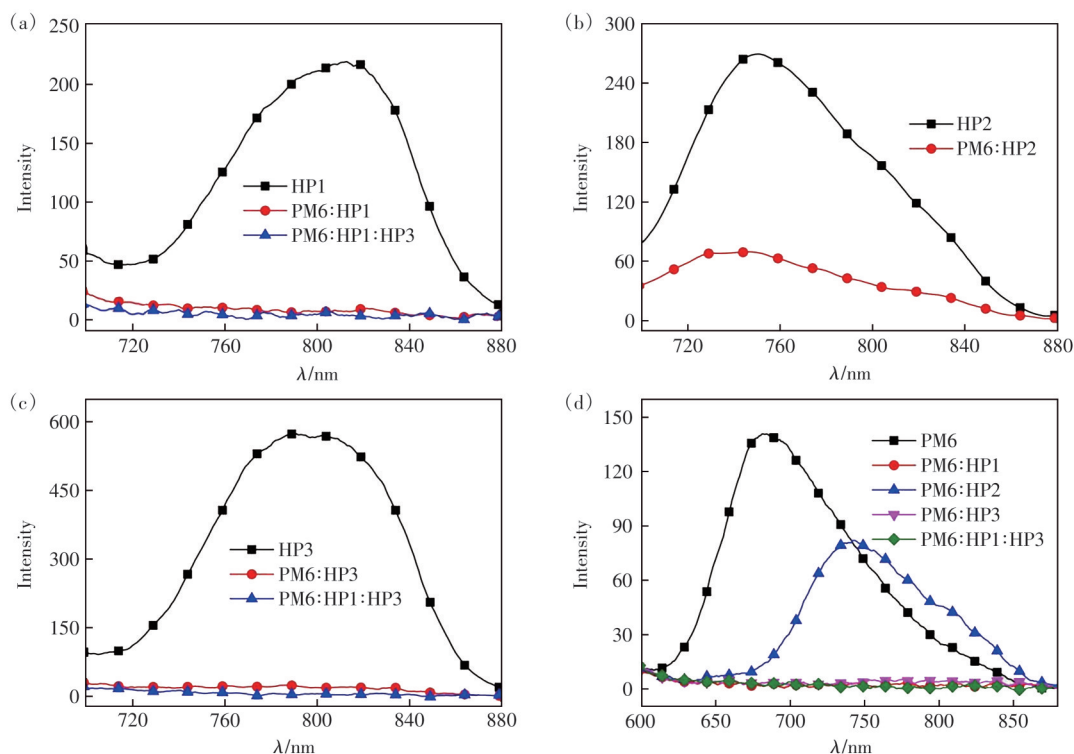 (a)
250
200
150
100
50
0
Intensity
HP1
PM6:HP1
PM6:HP1:HP3
720
760
800
840
880
λ/nm
(b)
300
240
180
120
60
0
Intensity
HP2
PM6:HP2
720
760
800
840
880
λ/nm
(c)
600
450
300
150
0
Intensity
HP3
PM6:HP3
PM6:HP1:HP3
720
760
800
840
880
λ/nm
(d)
150
120
90
60
30
0
Intensity
PM6
PM6:HP1
PM6:HP2
PM6:HP3
PM6:HP1:HP3
600
650
700
750
800
850
λ/nm